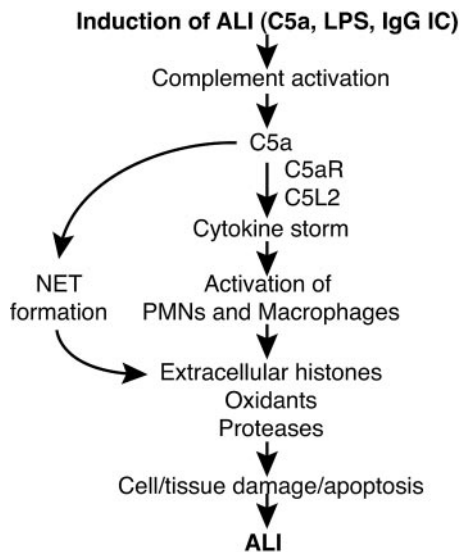 Induction of ALI (C5a, LPS, IgG IC)
Complement activation
C5a
C5aR
C5L2
Cytokine storm
NET
formation
Activation of
PMNs and Macrophages
Extracellular histones
Oxidants
Proteases
Cell/tissue damage/apoptosis
ALI